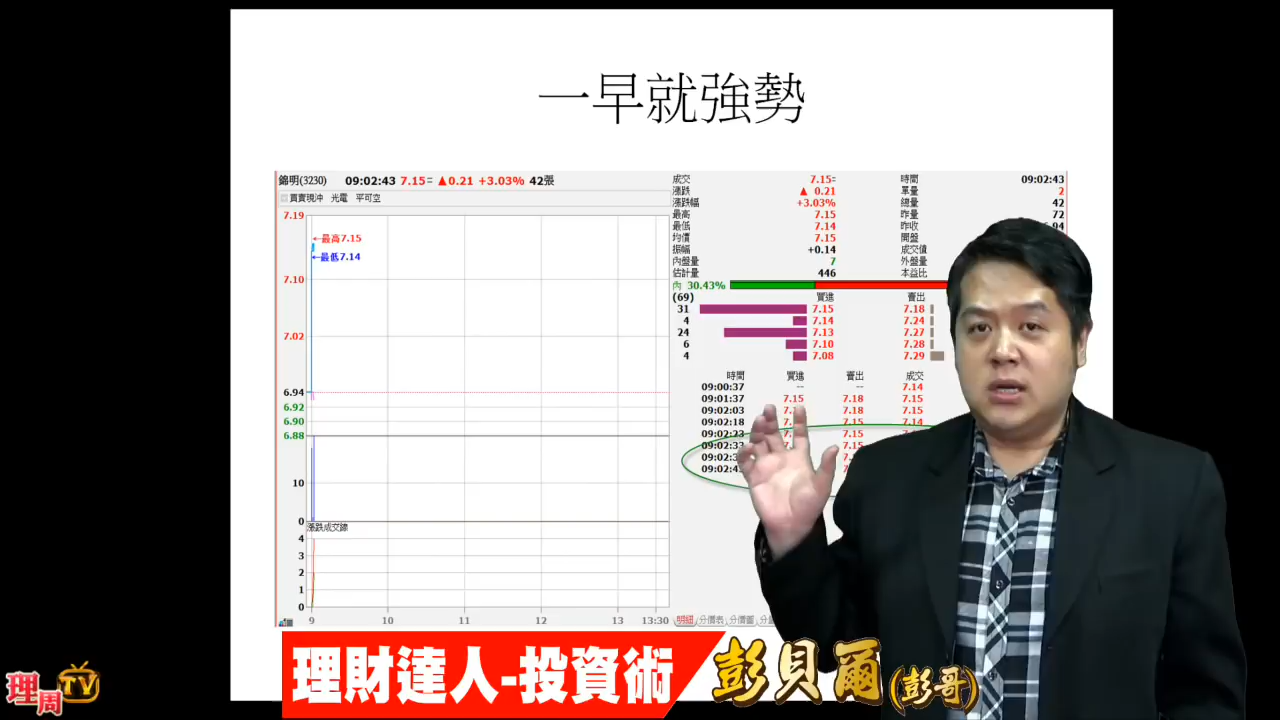 一早就強勢
錦明(3230) 09:02:43 7.15= ▲0.21 +3.03% 42張
買賣現沖 光電 平可空
7.19
←最高7.15
←最低7.14
7.10
7.02
6.94
6.92
6.90
6.88
10
0
漲跌成交線
4
3
2
1
0
9 10 11 12 13 13:30
成交 7.15= 時間 09:02:43
漲跌 ▲ 0.21 單量 2
漲跌幅 +3.03% 總量 42
最高 7.15 昨量 72
最低 7.14 昨收
均價 7.15 開盤
振幅 +0.14 成交值
內盤量 7 外盤量
估計量 446 本益比
內 30.43%
(69) 買進 賣出
31 7.15 7.18
4 7.14 7.24
24 7.13 7.27
6 7.10 7.28
4 7.08 7.29
時間 買進 賣出 成交
09:00:37 -- -- 7.14
09:01:37 7.15 7.18 7.15
09:02:03 7.18 7.15
09:02:18 7.15 7.14
09:02:23 7.15
09:02:33 7.15
明細 分價表 分價圖
理財達人-投資術 彭貝爾(彭哥)
理周TV